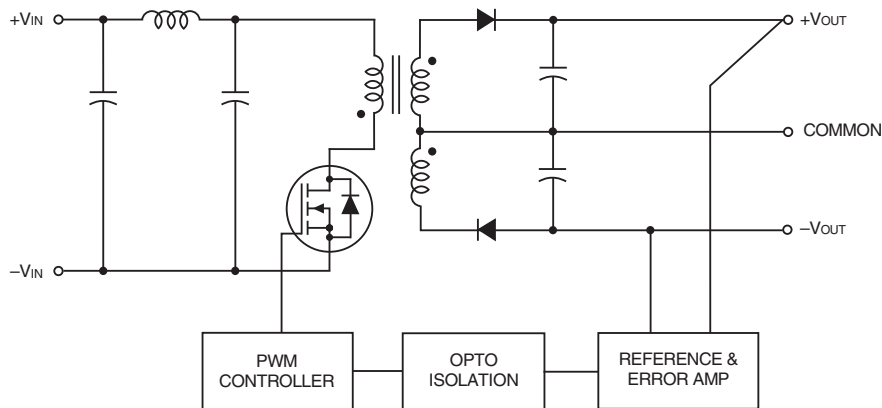 +VIN
+VOUT
COMMON
–VOUT
–VIN
PWM
CONTROLLER
OPTO
ISOLATION
REFERENCE &
ERROR AMP